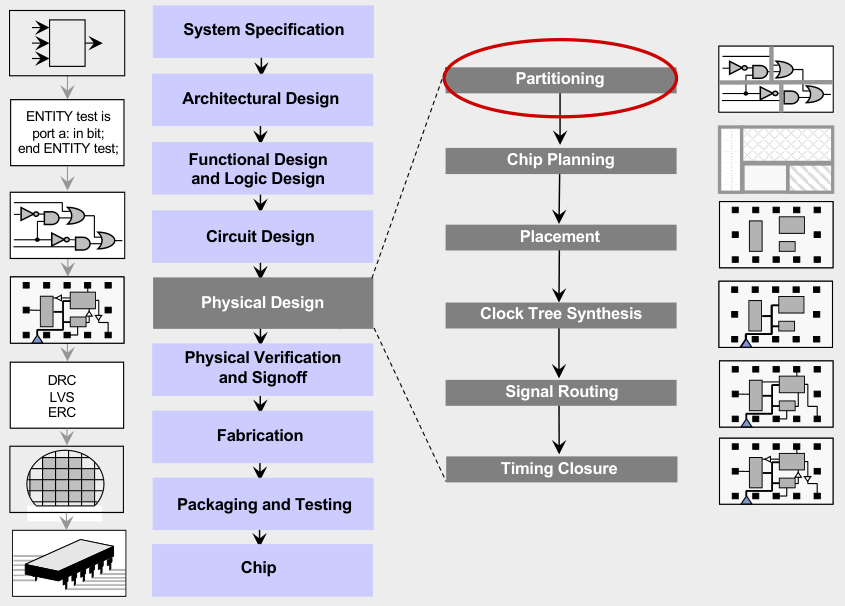 ENTITY test is
port a: in bit;
end ENTITY test;
DRC
LVS
ERC
System Specification
Architectural Design
Functional Design
and Logic Design
Circuit Design
Physical Design
Physical Verification
and Signoff
Fabrication
Packaging and Testing
Chip
Partitioning
Chip Planning
Placement
Clock Tree Synthesis
Signal Routing
Timing Closure